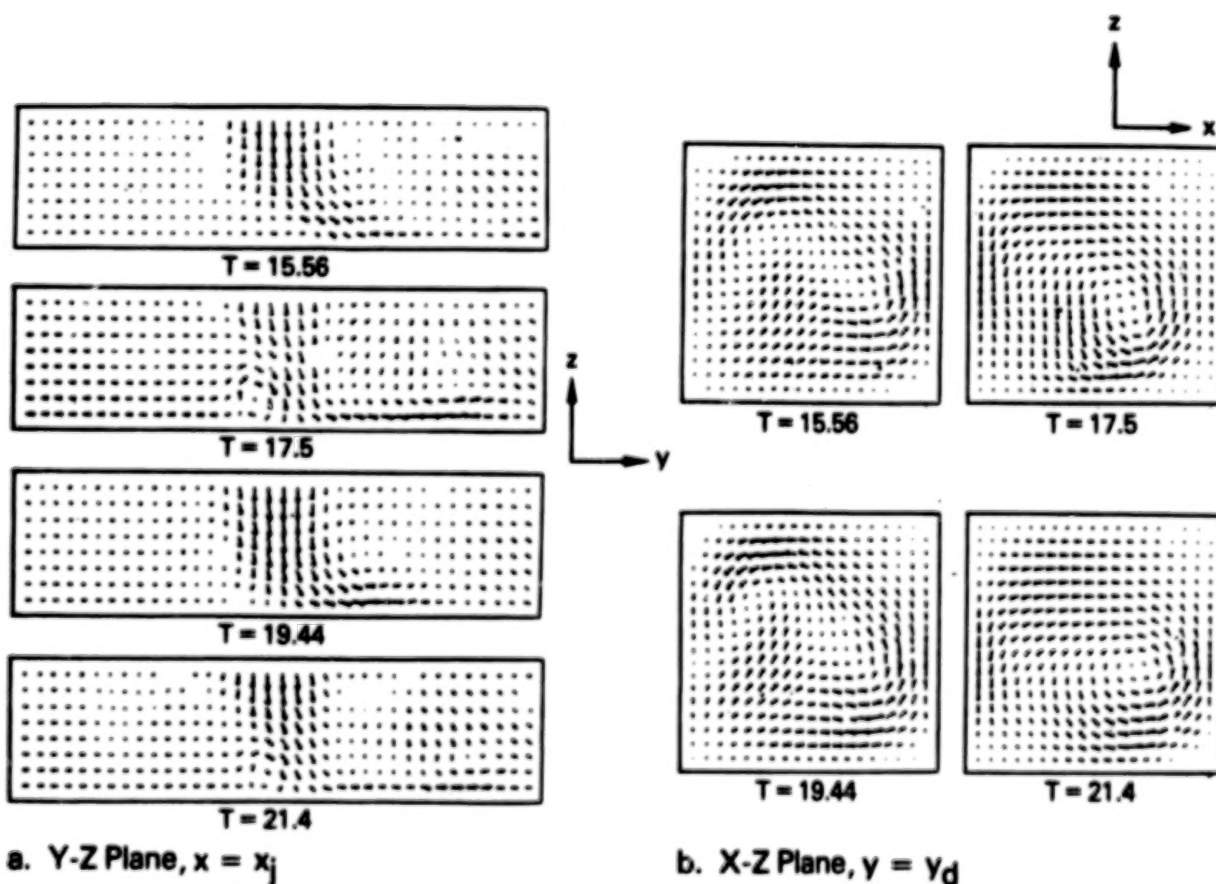 T = 15.56
T = 17.5
T = 19.44
T = 21.4
z
y
a. Y-Z Plane, x = xj
z
x
T = 15.56
T = 17.5
T = 19.44
T = 21.4
b. X-Z Plane, y = yd